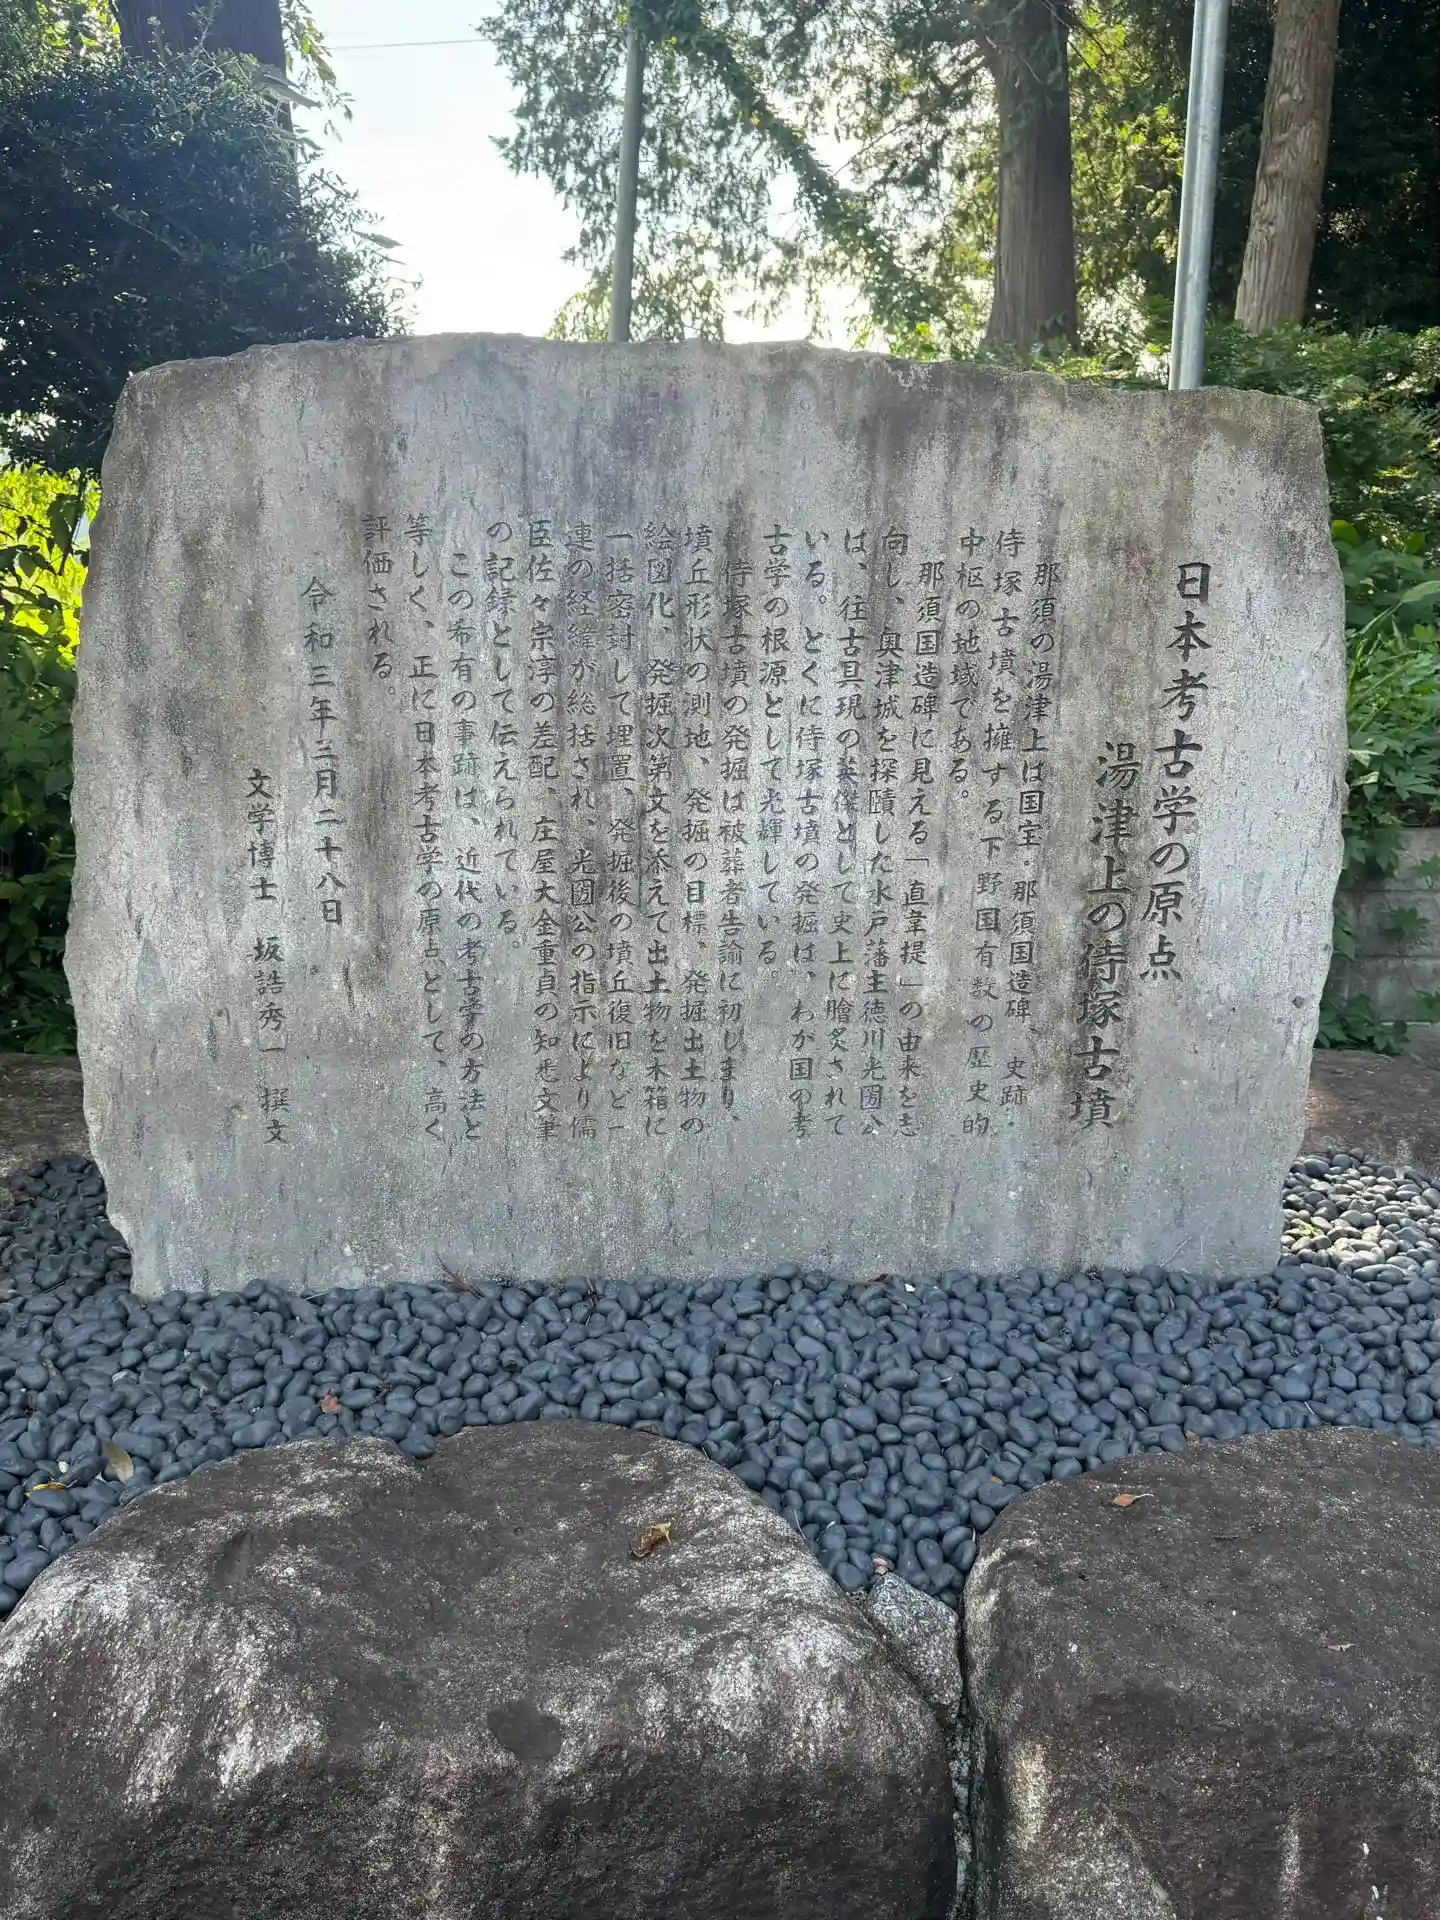 日本考古学の原点
湯津上の侍塚古墳
那須の湯津上は国宝・那須国造碑、史跡・
侍塚古墳を擁する下野国有数の歴史的
中枢の地域である。
那須国造碑に見える「直韋提」の由来を志
向し、奥津城を探賾した水戸藩主徳川光圀公
は、往古具現の英傑として史上に膾炙されて
いる。とくに侍塚古墳の発掘は、わが国の考
古学の根源として光輝している。
侍塚古墳の発掘は被葬者告諭に初しまり、
墳丘形状の測地、発掘の目標、発掘出土物の
絵図化、発掘次第文を添えて出土物を木箱に
一括密封して埋置、発掘後の墳丘復旧など一
連の経緯が総括され、光圀公の指示により儒
臣佐々宗淳の差配、庄屋大金重貞の知悉文筆
の記録として伝えられている。
この希有の事跡は、近代の考古学の方法と
等しく、正に日本考古学の原点として、高く
評価される。
令和三年三月二十八日
文学博士　坂詰秀一　撰文